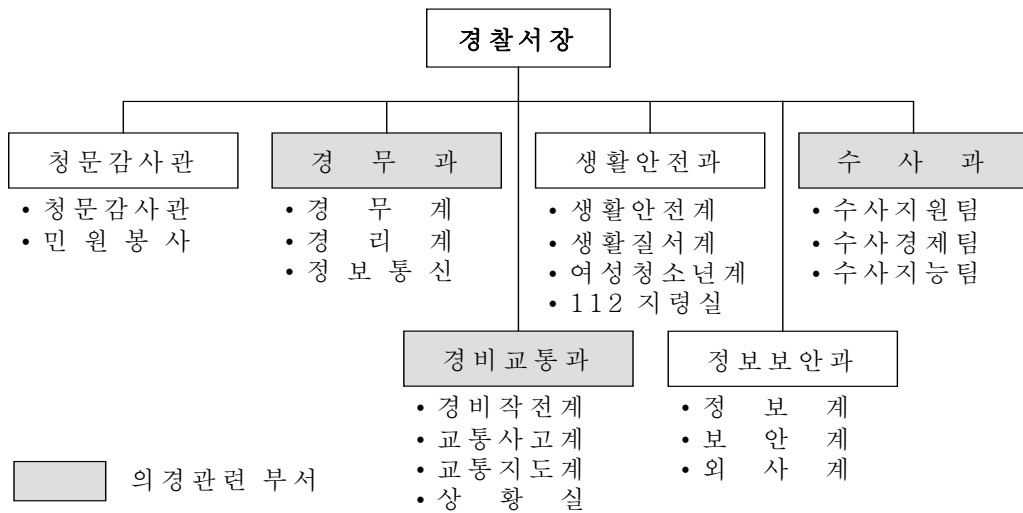 경찰서장
청문감사관
• 청문감사관
• 민원봉사
경무과
• 경무계
• 경리계
• 정보통신
생활안전과
• 생활안전계
• 생활질서계
• 여성청소년계
• 112 지령실
수사과
• 수사지원팀
• 수사경제팀
• 수사지능팀
경비교통과
• 경비작전계
• 교통사고계
• 교통지도계
• 상황실
정보보안과
• 정보계
• 보안계
• 외사계
의경관련 부서